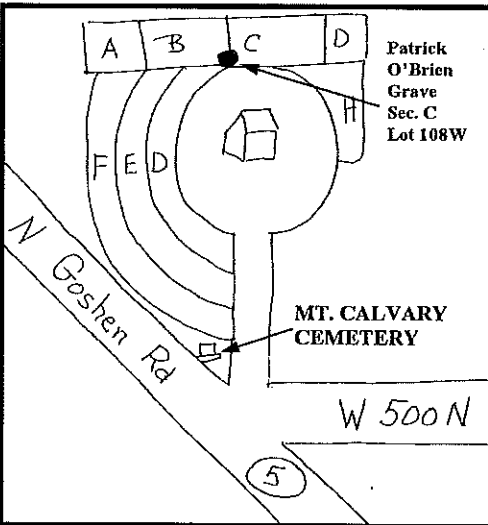 A B C D
Patrick
O'Brien
Grave
Sec. C
Lot 108W
H
F E D
N Goshen Rd
MT. CALVARY
CEMETERY
W 500 N
5